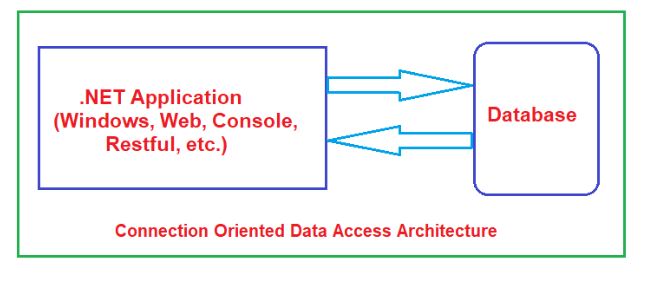 .NET Application
(Windows, Web, Console,
Restful, etc.)
Database
Connection Oriented Data Access Architecture